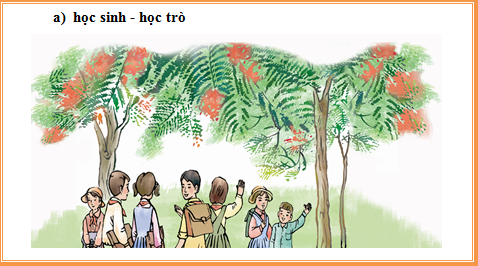 a) học sinh - học trò